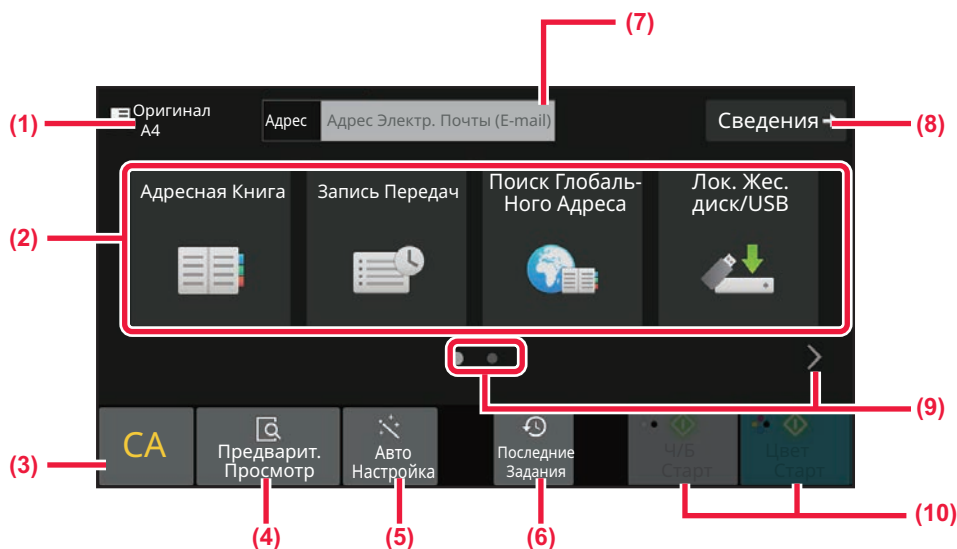 (7)
(1)
Оригинал
A4
Адрес
Адрес Электр. Почты (E-mail)
Сведения
(8)
(2)
Адресная Книга
Запись Передач
Поиск Глобаль-
Ного Адреса
Лок. Жес.
диск/USB
(9)
(3)
CA
Предварит.
Просмотр
Авто
Настройка
Последние
Задания
Ч/Б
Старт
Цвет
Старт
(10)
(4)
(5)
(6)